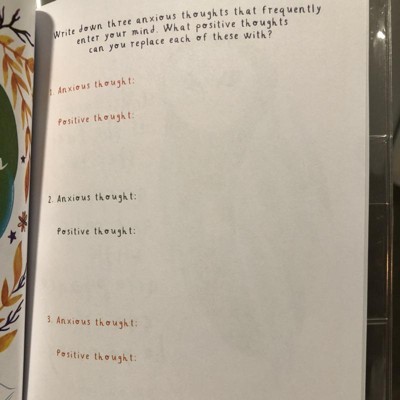 Write down three anxious thoughts that frequently
enter your mind. What positive thoughts
can you replace each of these with?
1. Anxious thought:
Positive thought:
2. Anxious thought:
Positive thought:
3. Anxious thought:
Positive thought: